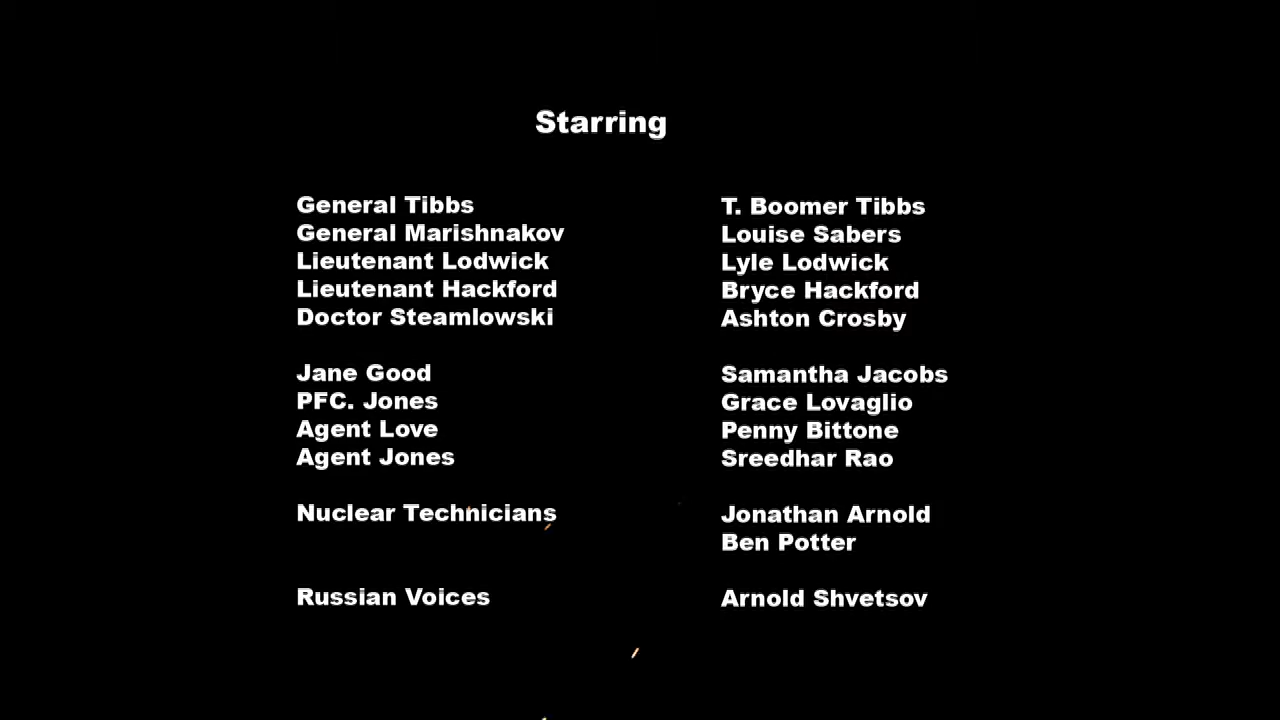 Starring
General Tibbs T. Boomer Tibbs
General Marishnakov Louise Sabers
Lieutenant Lodwick Lyle Lodwick
Lieutenant Hackford Bryce Hackford
Doctor Steamlowski Ashton Crosby
Jane Good Samantha Jacobs
PFC. Jones Grace Lovaglio
Agent Love Penny Bittone
Agent Jones Sreedhar Rao
Nuclear Technicians Jonathan Arnold
Ben Potter
Russian Voices Arnold Shvetsov